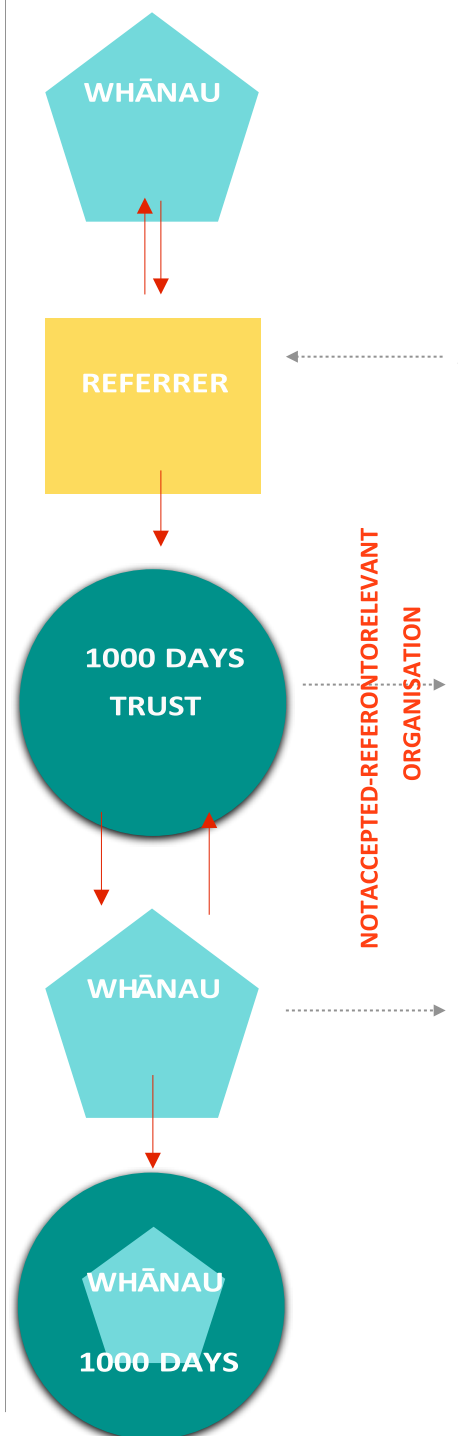 WHĀNAU
REFERRER
1000 DAYS
TRUST
NOTACCEPTED-REFERONTORELEVANT
ORGANISATION
WHĀNAU
WHĀNAU
1000 DAYS